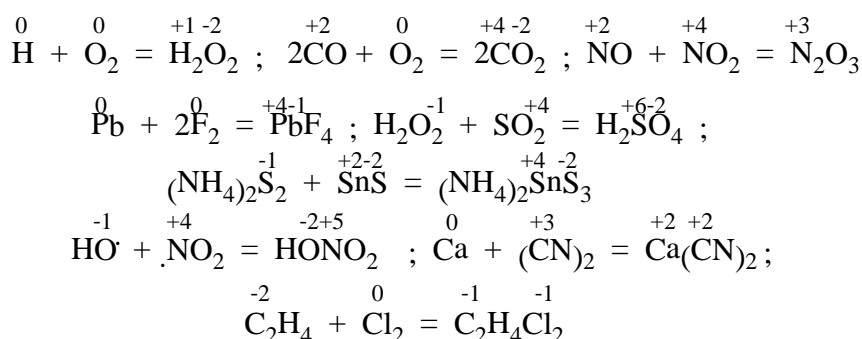 0 0 +1 -2 +2 0 +4 -2 +2 +4 +3
H + O₂ = H₂O₂ ; 2CO + O₂ = 2CO₂ ; NO + NO₂ = N₂O₃
0 0 +4-1 -1 +4 +6-2
Pb + 2F₂ = PbF₄ ; H₂O₂ + SO₂ = H₂SO₄ ;
-1 +2-2 +4 -2
(NH₄)₂S₂ + SnS = (NH₄)₂SnS₃
-1 +4 -2+5 0 +3 +2 +2
HO· + .NO₂ = HONO₂ ; Ca + (CN)₂ = Ca(CN)₂ ;
-2 0 -1 -1
C₂H₄ + Cl₂ = C₂H₄Cl₂